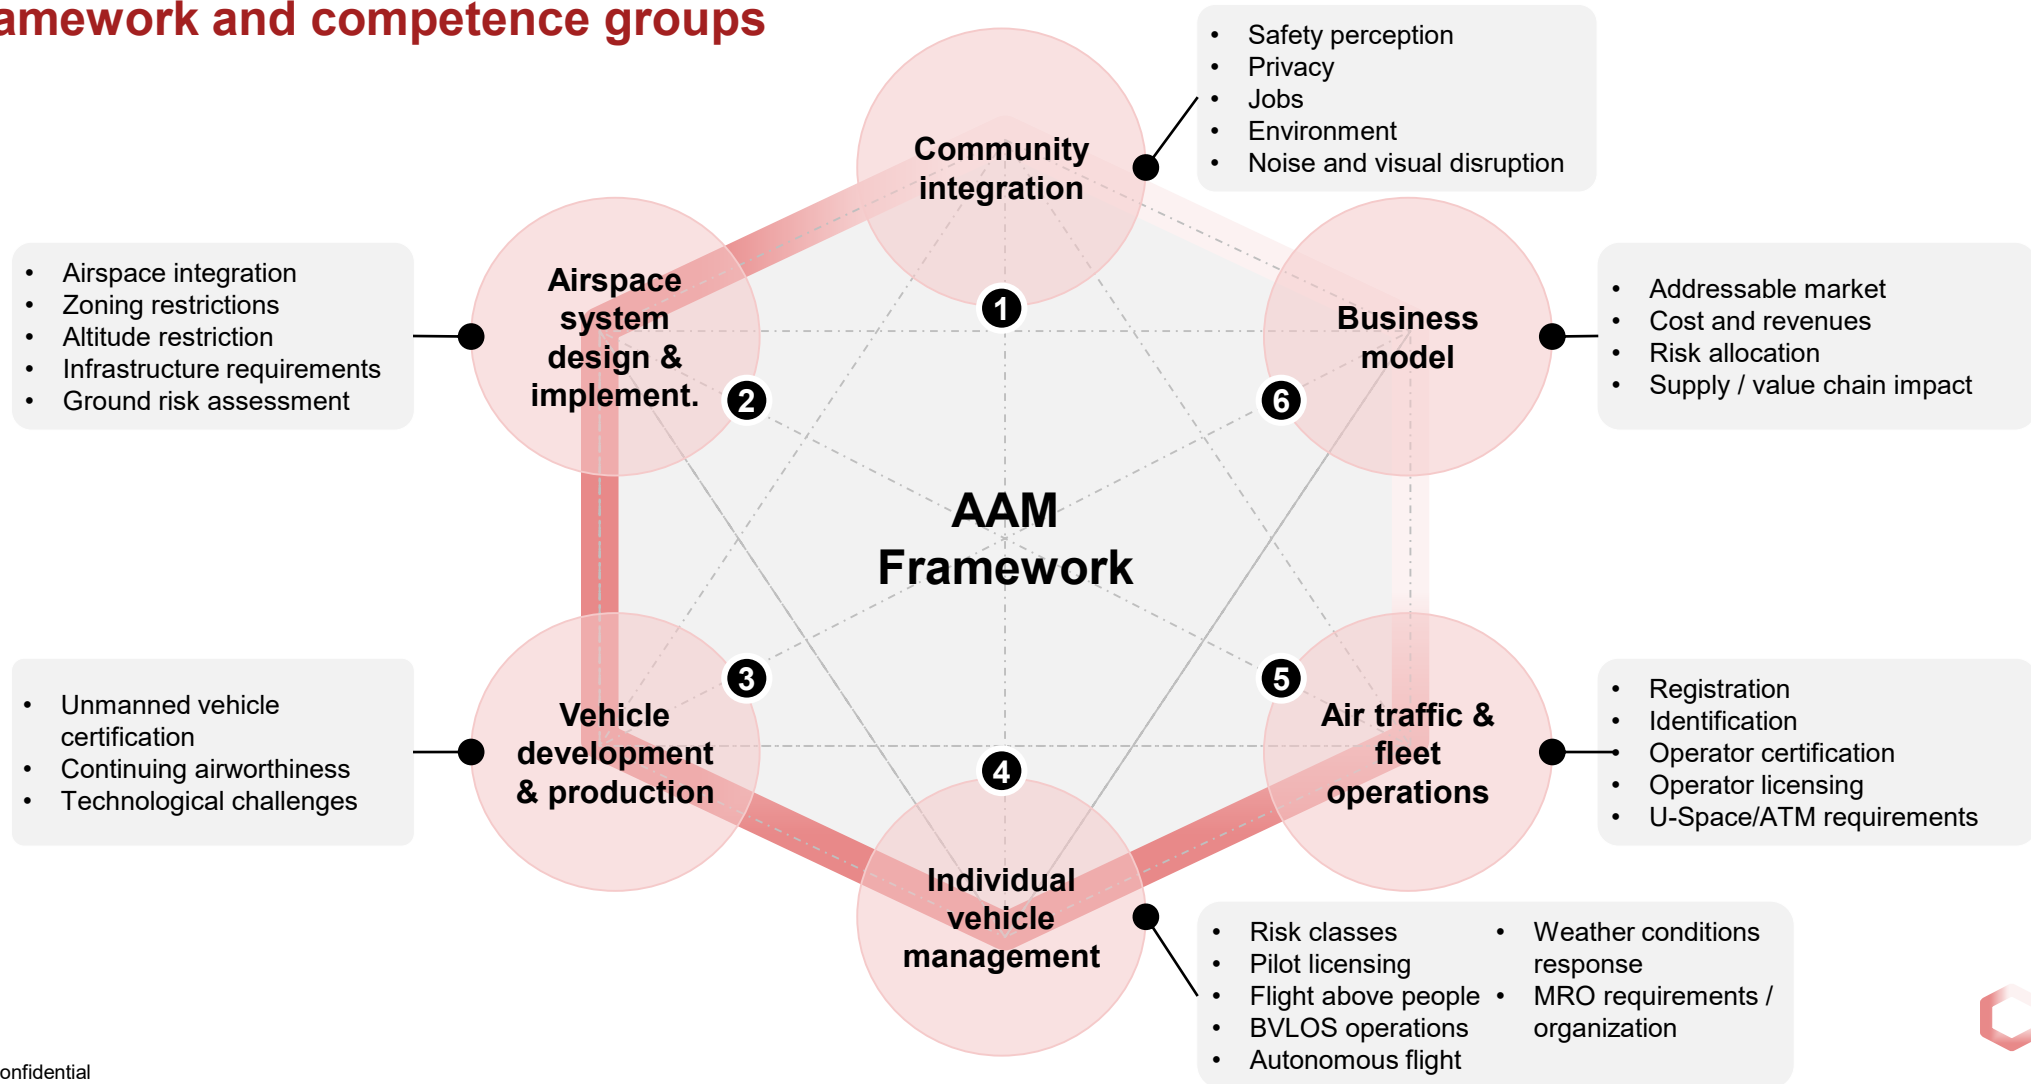 amework and competence groups
• Safety perception
• Privacy
• Jobs
• Environment
• Noise and visual disruption
Community
integration
1
• Airspace integration
• Zoning restrictions
• Altitude restriction
• Infrastructure requirements
• Ground risk assessment
Airspace
system
design &
implement.
2
Business
model
6
• Addressable market
• Cost and revenues
• Risk allocation
• Supply / value chain impact
AAM
Framework
• Unmanned vehicle
certification
• Continuing airworthiness
• Technological challenges
3
Vehicle
development
& production
4
Individual
vehicle
management
5
Air traffic &
fleet
operations
• Registration
• Identification
• Operator certification
• Operator licensing
• U-Space/ATM requirements
• Risk classes
• Pilot licensing
• Flight above people
• BVLOS operations
• Autonomous flight
• Weather conditions
response
• MRO requirements /
organization
onfidential